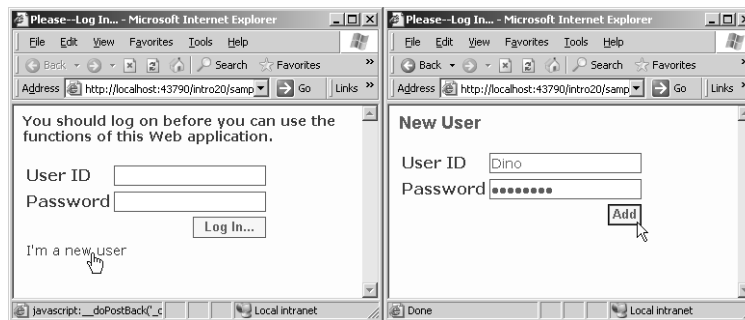 Please--Log In... - Microsoft Internet Explorer
File Edit View Favorites Tools Help
Back Search Favorites »
Address http://localhost:43790/intro20/samp Go Links »
You should log on before you can use the
functions of this Web application.
User ID
Password
Log In...
I'm a new user
javascript:__doPostBack('_c Local intranet
Please--Log In... - Microsoft Internet Explorer
File Edit View Favorites Tools Help
Back Search Favorites »
Address http://localhost:43790/intro20/samp Go Links »
New User
User ID Dino
Password ●●●●●●●●
Add
Done Local intranet